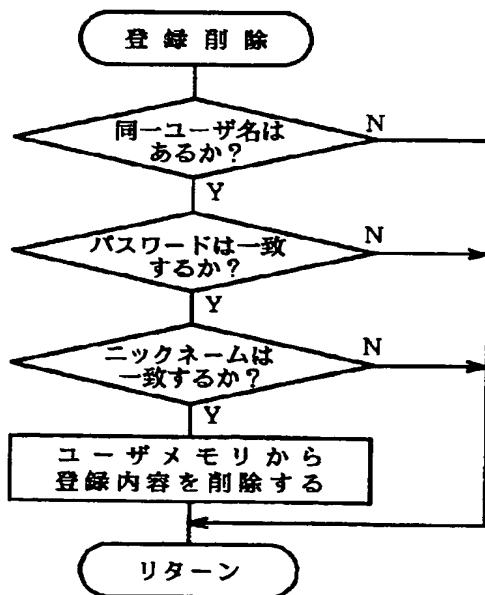 登録削除
同一ユーザ名は
あるか？
N
Y
パスワードは一致
するか？
N
Y
ニックネームは
一致するか？
N
Y
ユーザメモリから
登録内容を削除する
リターン